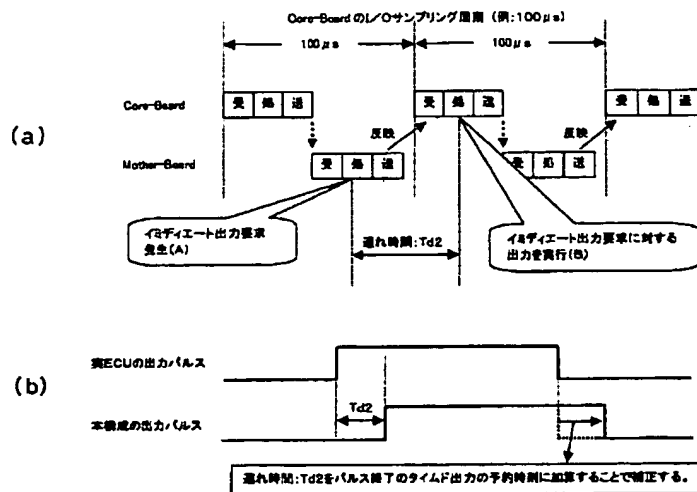 Core-BoardのI/Oサンプリング周期 (例:100μs)
100μs
100μs
(a)
Core-Board
受 処 送
受 処 送
受 処 送
反映
反映
Mother-Board
受 処 送
受 処 送
イミディエート出力要求
発生(A)
遅れ時間:Td2
イミディエート出力要求に対する
出力を実行(B)
(b)
実ECUの出力パルス
Td2
本構成の出力パルス
遅れ時間:Td2をパルス終了のタイムド出力の予約時刻に加算することで補正する。